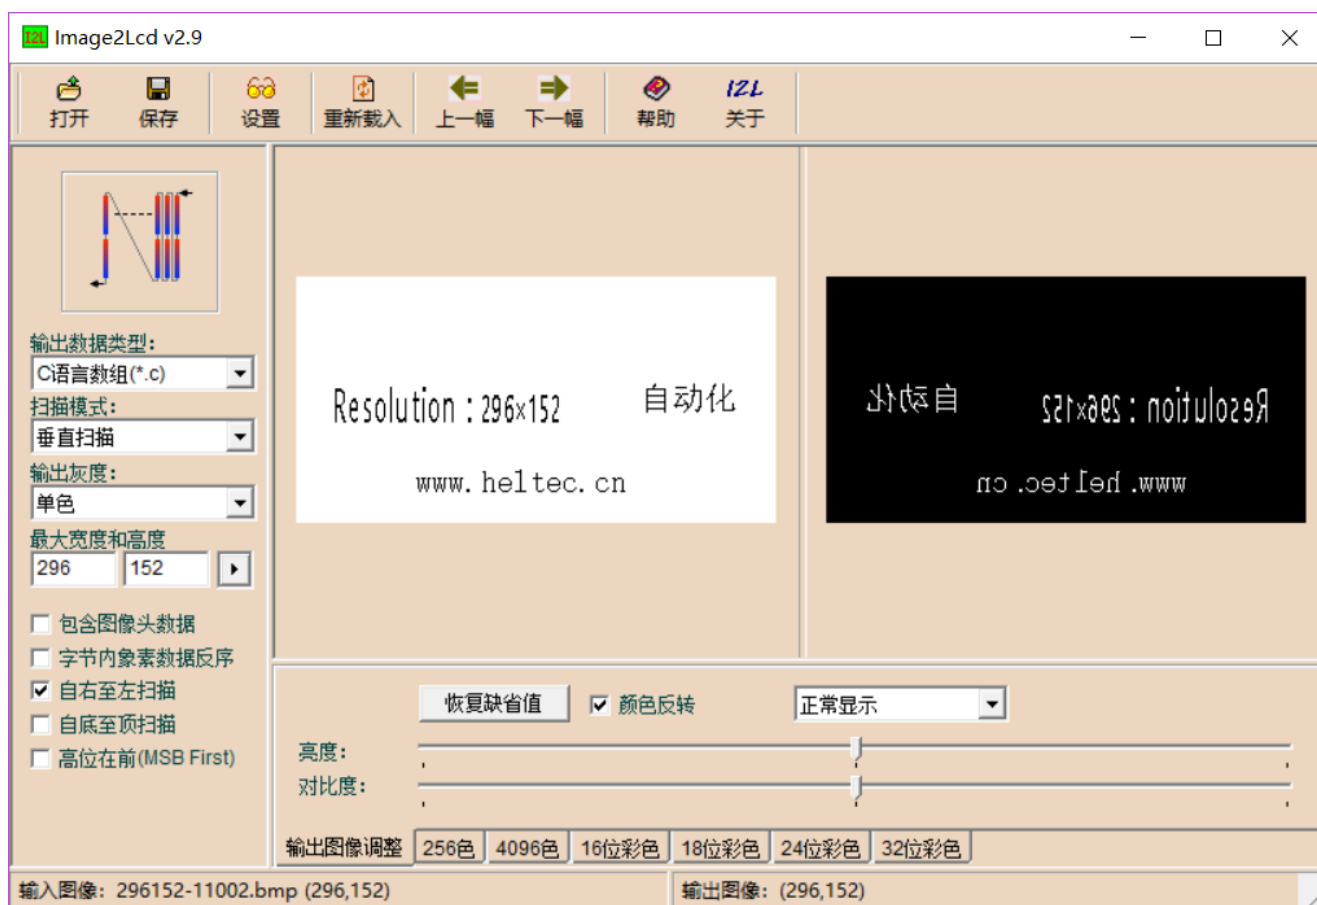 I2L Image2Lcd v2.9
打开 保存 设置 重新载入 上一幅 下一幅 帮助 I2L 关于
输出数据类型:
C语言数组(*.c)
扫描模式:
垂直扫描
输出灰度:
单色
最大宽度和高度
296 152
包含图像头数据
字节内象素数据反序
自右至左扫描
自底至顶扫描
高位在前(MSB First)
Resolution : 296×152 自动化
www.heltec.cn
自动化 Resolution : 296×152
www.heltec.cn
恢复缺省值 颜色反转 正常显示
亮度:
对比度:
输出图像调整 256色 4096色 16位彩色 18位彩色 24位彩色 32位彩色
输入图像: 296152-11002.bmp (296,152) 输出图像: (296,152)